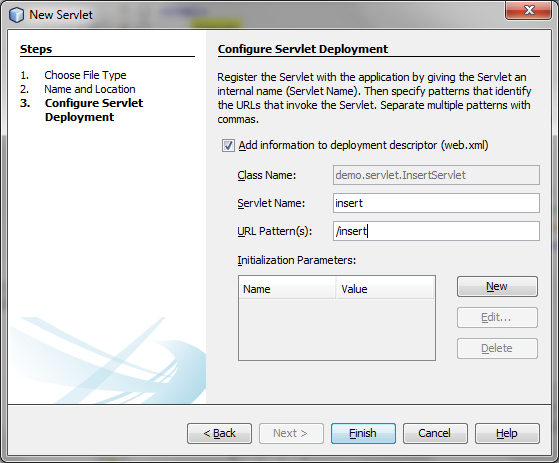 New Servlet
Steps
1. Choose File Type
2. Name and Location
3. Configure Servlet
Deployment
Configure Servlet Deployment
Register the Servlet with the application by giving the Servlet an
internal name (Servlet Name). Then specify patterns that identify
the URLs that invoke the Servlet. Separate multiple patterns with
commas.
Add information to deployment descriptor (web.xml)
Class Name: demo.servlet.InsertServlet
Servlet Name: insert
URL Pattern(s): /insert
Initialization Parameters:
Name Value
New
Edit...
Delete
< Back Next > Finish Cancel Help